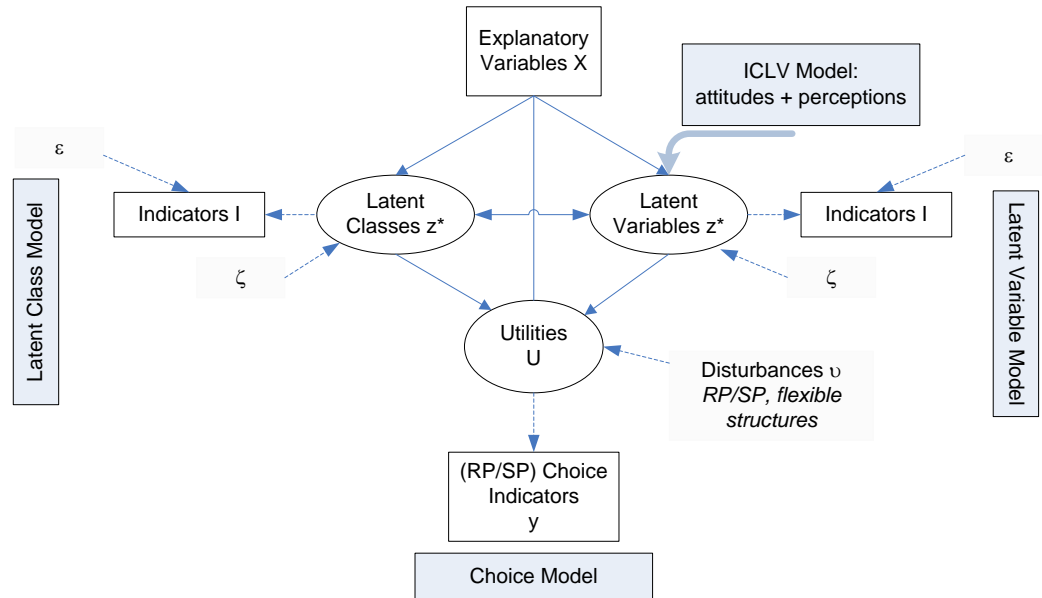 Explanatory
Variables X
ICLV Model:
attitudes + perceptions
ε
ε
Latent Class Model
Indicators I
Latent
Classes z*
Latent
Variables z*
Indicators I
Latent Variable Model
ζ
ζ
Utilities
U
Disturbances υ
RP/SP, flexible
structures
(RP/SP) Choice
Indicators
y
Choice Model